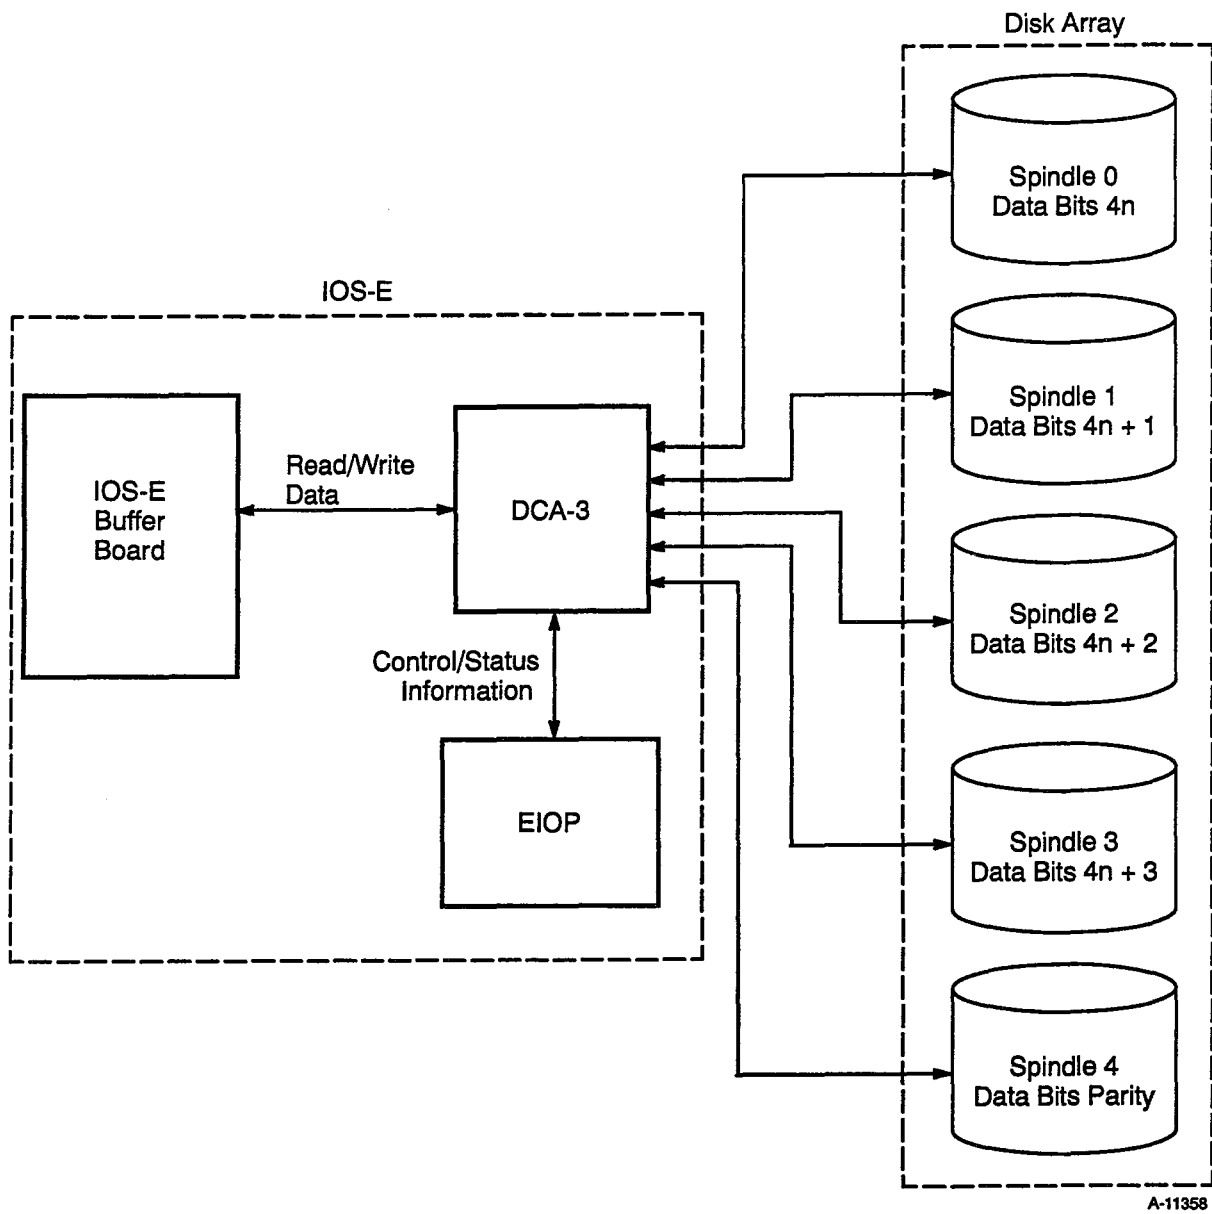 Disk Array
Spindle 0
Data Bits 4n
IOS-E
Spindle 1
Data Bits 4n + 1
IOS-E
Buffer
Board
Read/Write
Data
DCA-3
Spindle 2
Data Bits 4n + 2
Control/Status
Information
EIOP
Spindle 3
Data Bits 4n + 3
Spindle 4
Data Bits Parity
A-11358